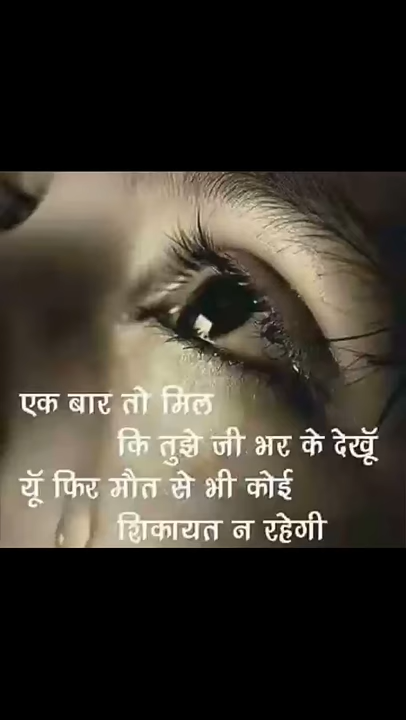 एक बार तो मिल
कि तुझे जी भर के देखूॅं
यूॅं फिर मौत से भी कोई
शिकायत न रहेगी